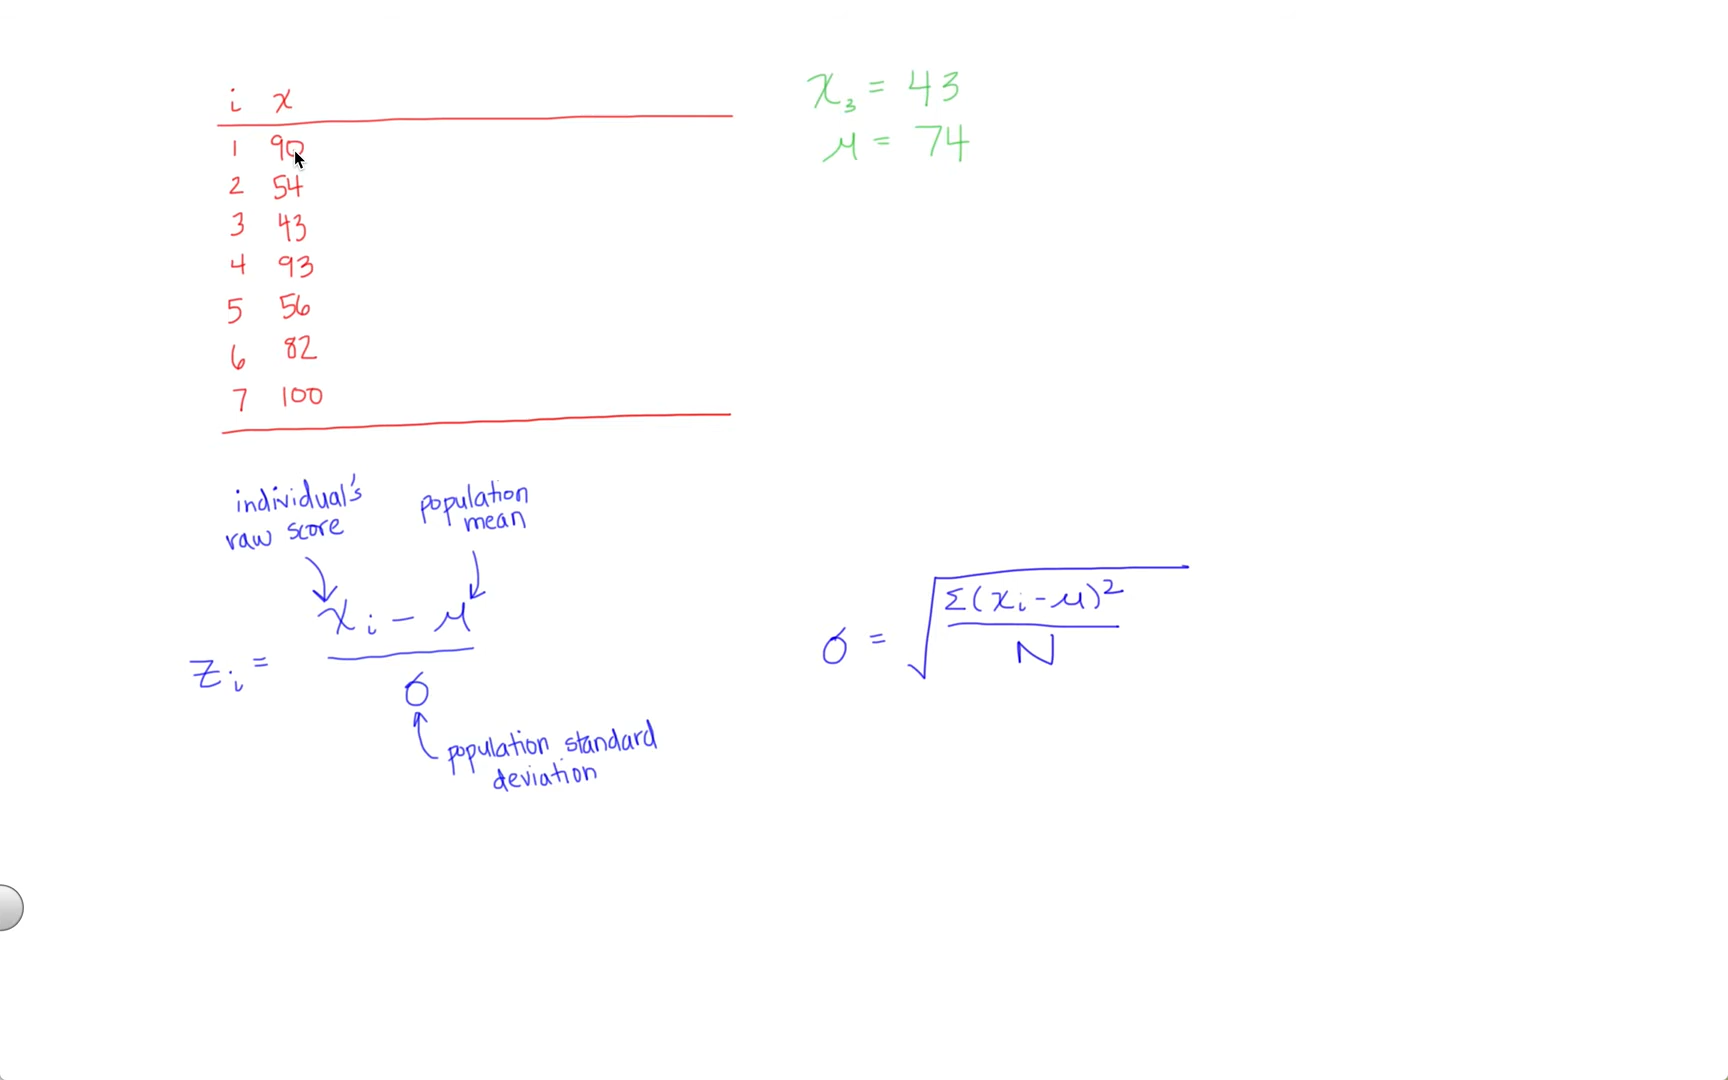 i x
1 90
2 54
3 43
4 93
5 56
6 82
7 100
x₃ = 43
μ = 74
individual's
raw score
population
mean
zᵢ = (xᵢ - μ) / σ
population standard
deviation
σ = √(Σ(xᵢ - μ)² / N)